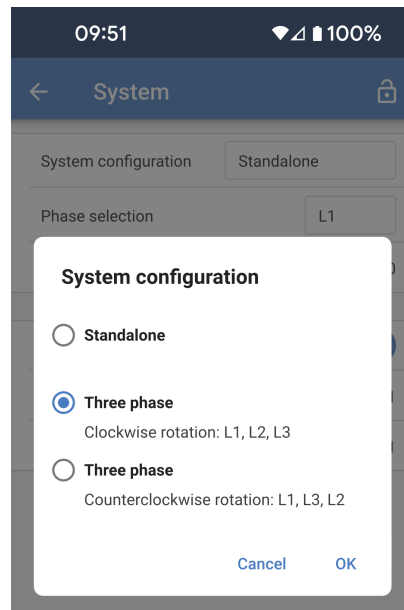 09:51 100%
System
System configuration Standalone
Phase selection L1
System configuration
Standalone
Three phase
Clockwise rotation: L1, L2, L3
Three phase
Counterclockwise rotation: L1, L3, L2
Cancel OK